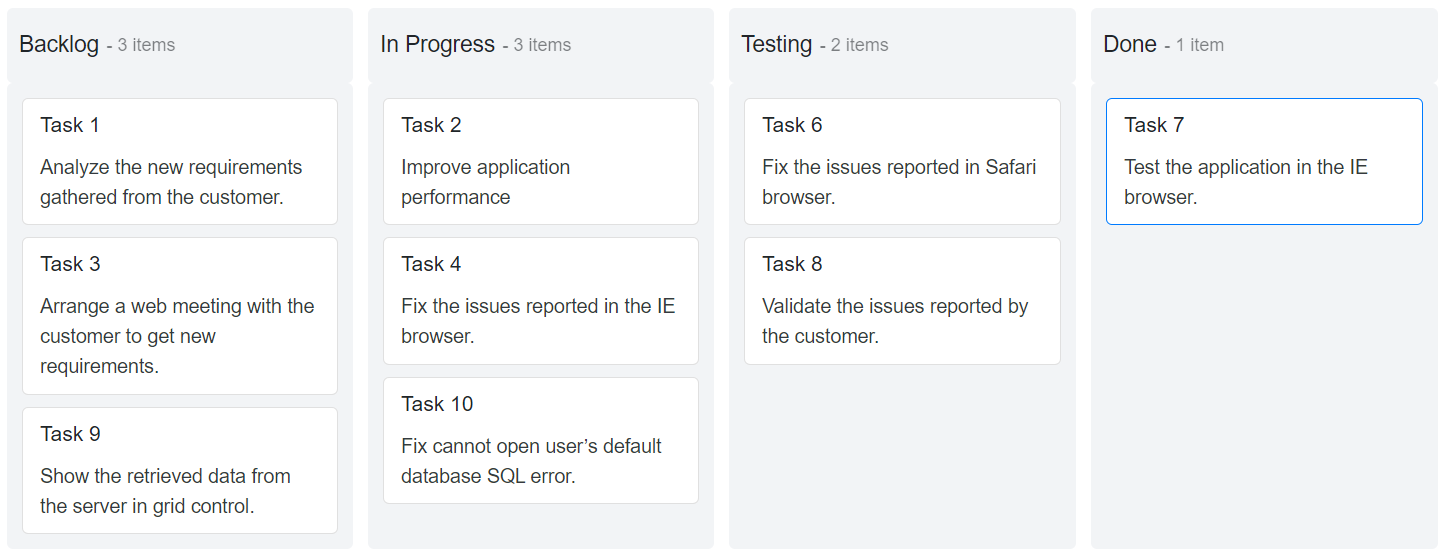 Backlog - 3 items
Task 1
Analyze the new requirements
gathered from the customer.
Task 3
Arrange a web meeting with the
customer to get new
requirements.
Task 9
Show the retrieved data from
the server in grid control.
In Progress - 3 items
Task 2
Improve application
performance
Task 4
Fix the issues reported in the IE
browser.
Task 10
Fix cannot open user’s default
database SQL error.
Testing - 2 items
Task 6
Fix the issues reported in Safari
browser.
Task 8
Validate the issues reported by
the customer.
Done - 1 item
Task 7
Test the application in the IE
browser.